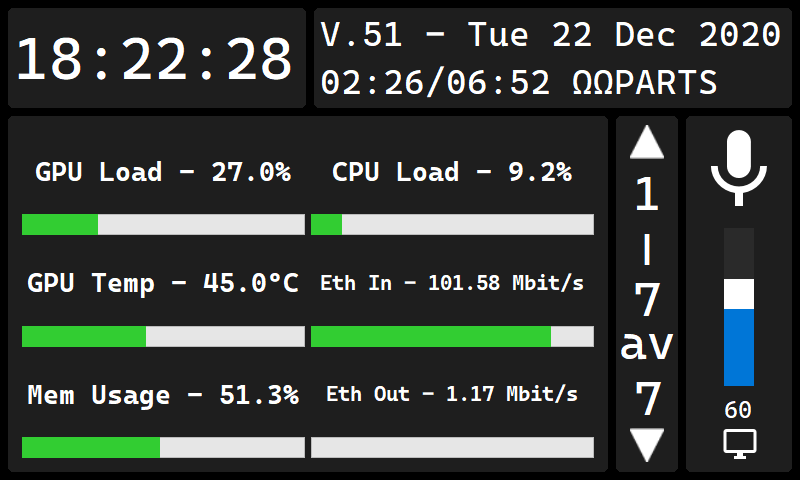 18:22:28
V.51 - Tue 22 Dec 2020
02:26/06:52 ΩΩPARTS
GPU Load - 27.0%
CPU Load - 9.2%
GPU Temp - 45.0°C
Eth In - 101.58 Mbit/s
Mem Usage - 51.3%
Eth Out - 1.17 Mbit/s
1
|
7
av
7
60